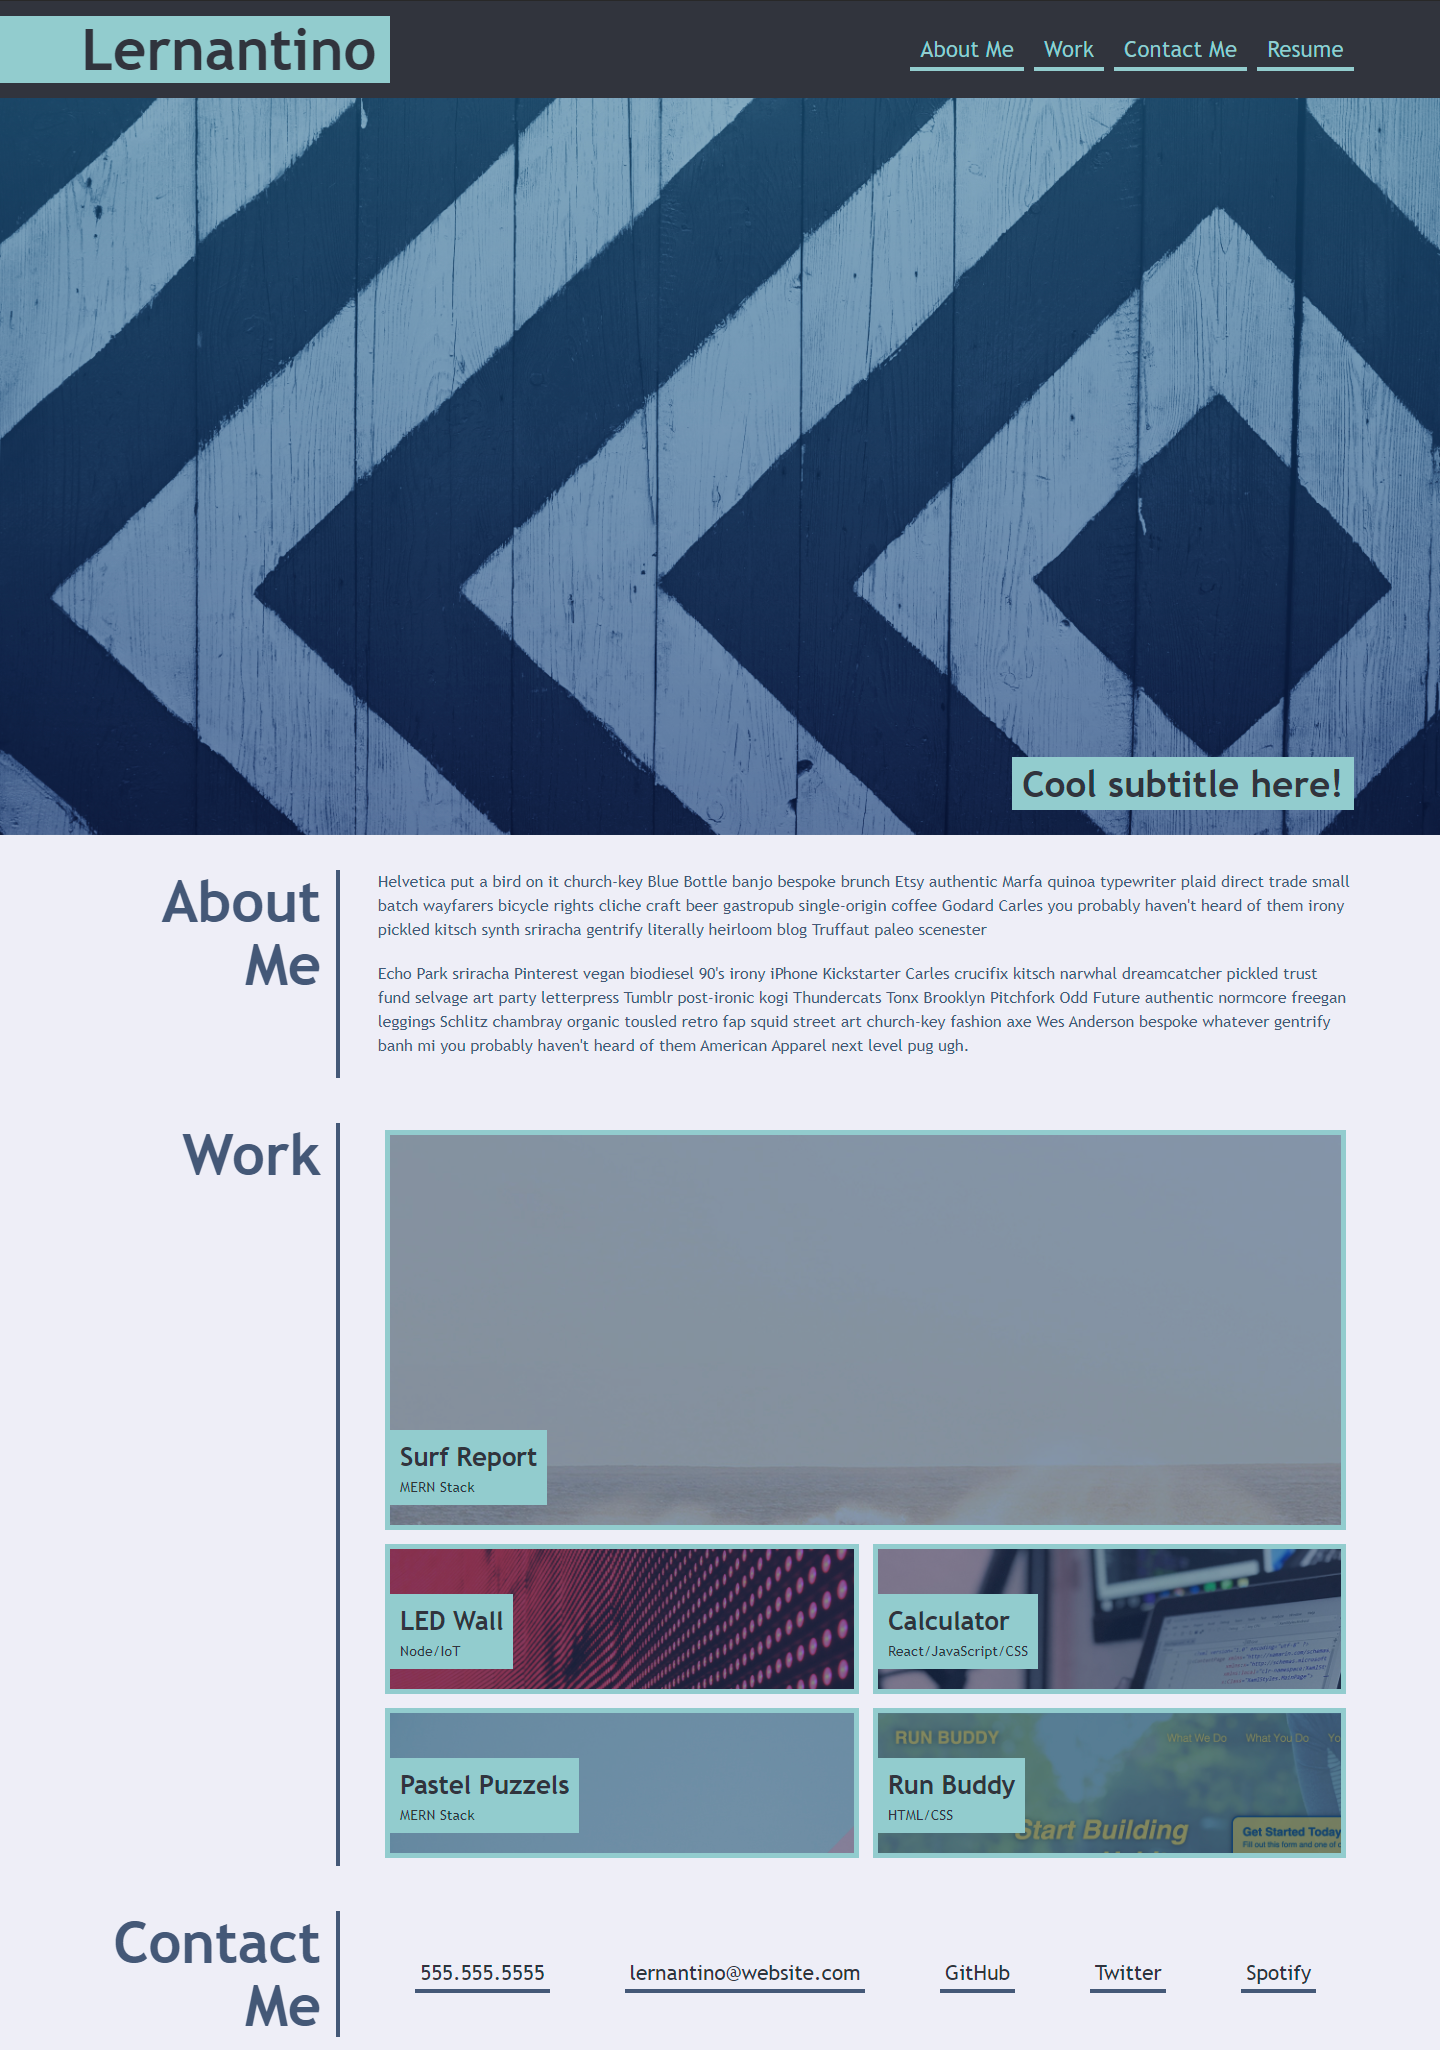 Lernantino
About Me
Work
Contact Me
Resume
Cool subtitle here!
About
Me
Helvetica put a bird on it church-key Blue Bottle banjo bespoke brunch Etsy authentic Marfa quinoa typewriter plaid direct trade small
batch wayfarers bicycle rights cliche craft beer gastropub single-origin coffee Godard Carles you probably haven't heard of them irony
pickled kitsch synth sriracha gentrify literally heirloom blog Truffaut paleo scenester
Echo Park sriracha Pinterest vegan biodiesel 90's irony iPhone Kickstarter Carles crucifix kitsch narwhal dreamcatcher pickled trust
fund selvage art party letterpress Tumblr post-ironic kogi Thundercats Tonx Brooklyn Pitchfork Odd Future authentic normcore freegan
leggings Schlitz chambray organic tousled retro fap squid street art church-key fashion axe Wes Anderson bespoke whatever gentrify
banh mi you probably haven't heard of them American Apparel next level pug ugh.
Work
Surf Report
MERN Stack
LED Wall
Node/IoT
Calculator
React/JavaScript/CSS
Pastel Puzzels
MERN Stack
RUN BUDDY
What We Do
What You Do
Yo
Run Buddy
HTML/CSS
Start Building
Get Started Today
Fill out this form and one of
Contact
Me
555.555.5555
lernantino@website.com
GitHub
Twitter
Spotify